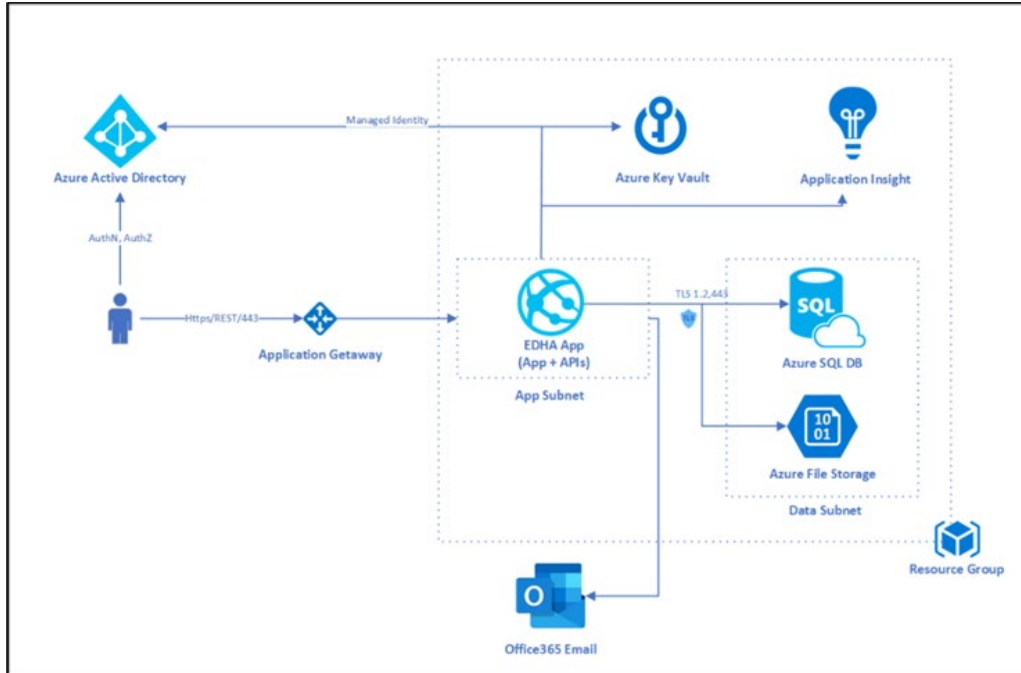 Managed Identity
Azure Active Directory
Azure Key Vault
Application Insight
AuthN, AuthZ
Https/REST/443
Application Getaway
EDHA App
(App + APIs)
App Subnet
TLS 1.2,443
TLS
SQL
Azure SQL DB
10
01
Azure File Storage
Data Subnet
Resource Group
O
Office365 Email